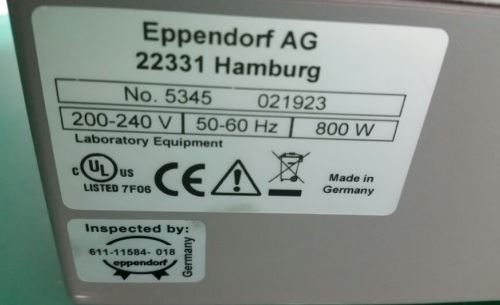 Eppendorf AG
22331 Hamburg
No. 5345 021923
200-240 V 50-60 Hz 800 W
Laboratory Equipment
c UL us
LISTED 7F06
CE
Made in
Germany
Inspected by:
611-11584- 018
eppendorf
Germany